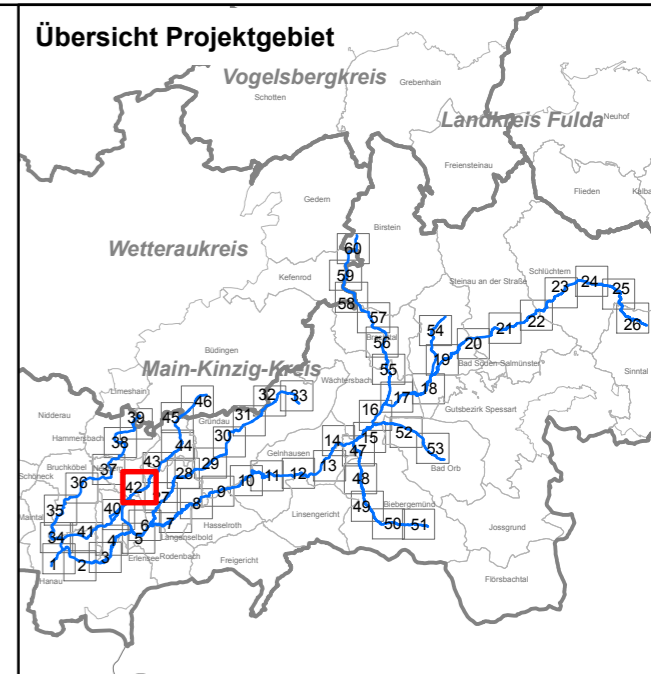 Übersicht Projektgebiet
Vogelsbergkreis
Grebenhain
Schotten
Landkreis Fulda
Neuhof
Freiensteinau
Flieden
Gedern
Birstein
Wetteraukreis
60
Schlüchtern
Kefenrod
59
Steinau an der Straße
23
24
25
58
57
54
22
26
21
56
20
Büdingen
19
Bad Soden-Salmünster
Sinntal
Main-Kinzig-Kreis
55
Limeshain
Wächtersbach
18
46
32
33
17
Nidderau
39
45
31
16
Gutsbezirk Spessart
Gründau
Hammersbach
38
30
15
52
44
14
53
Gelnhausen
47
Bruchköbel
37
43
29
13
Bad Orb
Schöneck
36
28
12
48
42
11
10
9
Biebergemünd
35
40
8
49
Linsengericht
Maintal
Hasselroth
50
51
41
6
7
Jossgrund
34
4
5
Langenselbold
3
Erlensee
Rodenbach
1
2
Freigericht
Hanau
Flörsbachtal